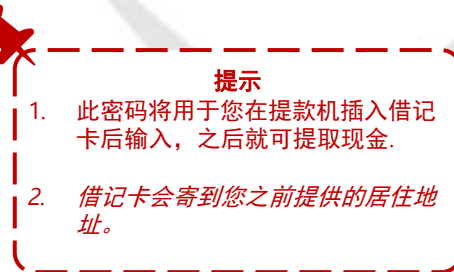 提示
1. 此密码将用于您在提款机插入借记
卡后输入，之后就可提取现金.
2. 借记卡会寄到您之前提供的居住地
址。